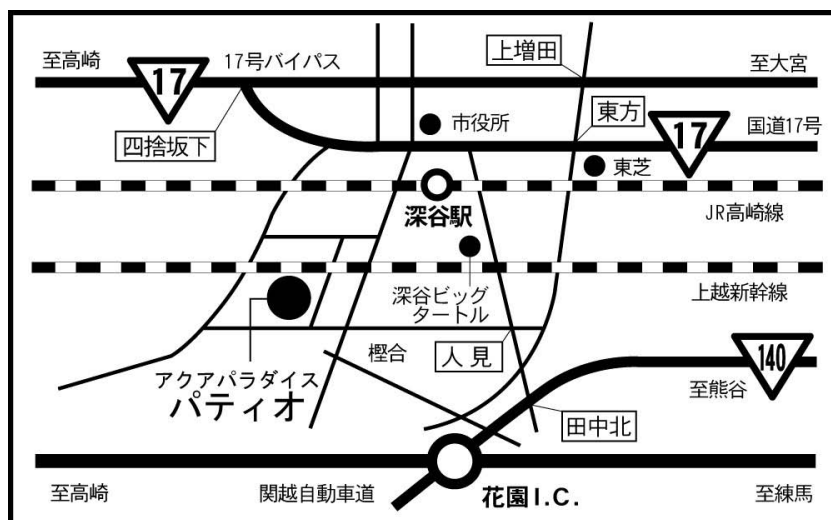 至高崎
17
17号バイパス
上増田
至大宮
四捨坂下
市役所
東方
17
国道17号
東芝
深谷駅
JR高崎線
深谷ビッグ
タートル
上越新幹線
アクアパラダイス
パティオ
樫合
人見
140
至熊谷
田中北
至高崎
関越自動車道
花園I.C.
至練馬